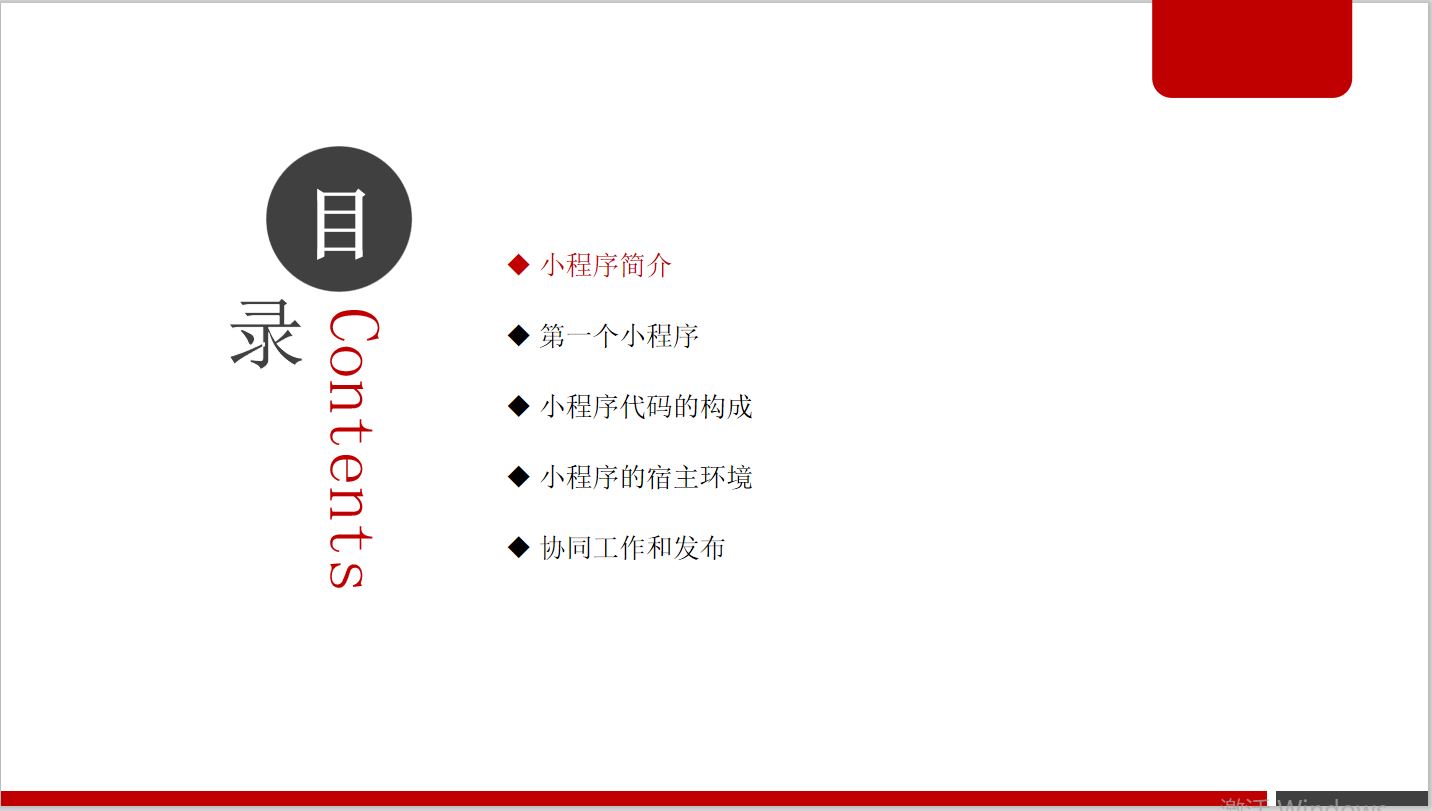 目
录
Contents
小程序简介
第一个小程序
小程序代码的构成
小程序的宿主环境
协同工作和发布
激活 Windows